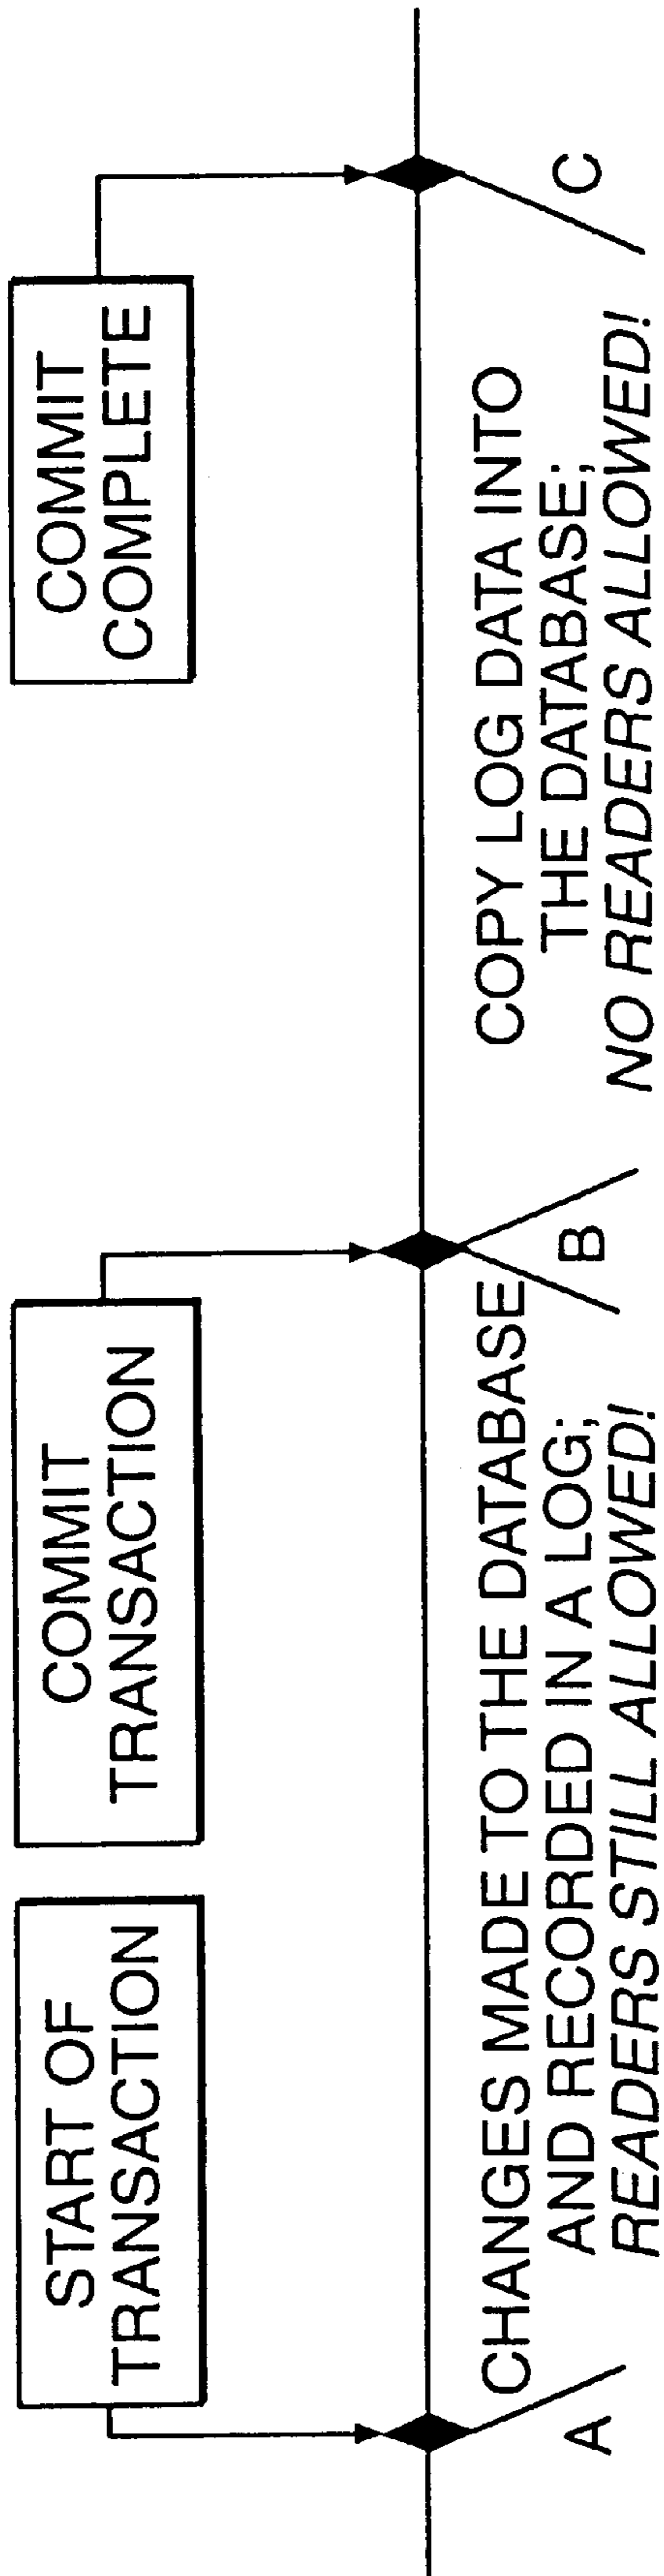 START OF
TRANSACTION
COMMIT
TRANSACTION
COMMIT
COMPLETE
CHANGES MADE TO THE DATABASE
AND RECORDED IN A LOG;
READERS STILL ALLOWED!
COPY LOG DATA INTO
THE DATABASE;
NO READERS ALLOWED!
A
B
C